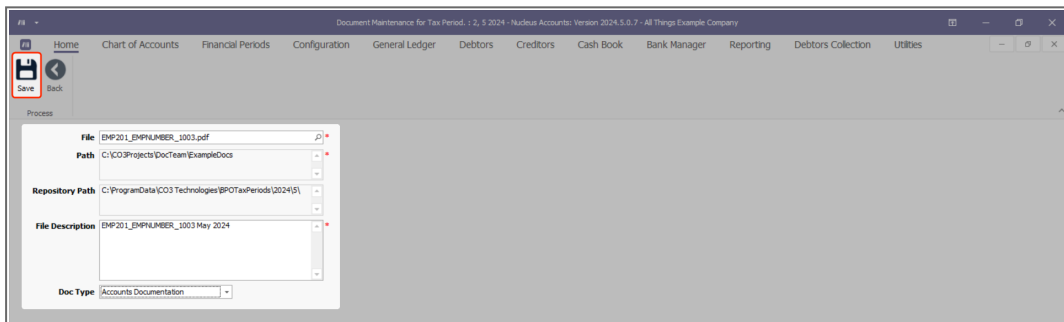 Document Maintenance for Tax Period. : 2, 5 2024 - Nucleus Accounts: Version 2024.5.0.7 - All Things Example Company
Home Chart of Accounts Financial Periods Configuration General Ledger Debtors Creditors Cash Book Bank Manager Reporting Debtors Collection Utilities
Save Back
Process
File EMP201_EMPNUMBER_1003.pdf *
Path C:\CO3Projects\DocTeam\ExampleDocs *
Repository Path C:\ProgramData\CO3 Technologies\BPOTaxPeriods\2024\5\
File Description EMP201_EMPNUMBER_1003 May 2024 *
Doc Type Accounts Documentation